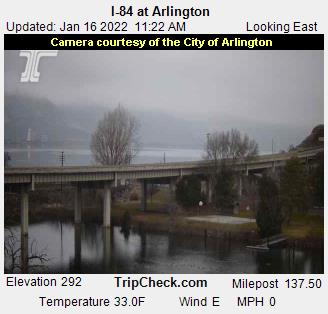 I-84 at Arlington
Updated: Jan 16 2022 11:22 AM Looking East
Camera courtesy of the City of Arlington
Elevation 292 TripCheck.com Milepost 137.50
Temperature 33.0F Wind E MPH 0